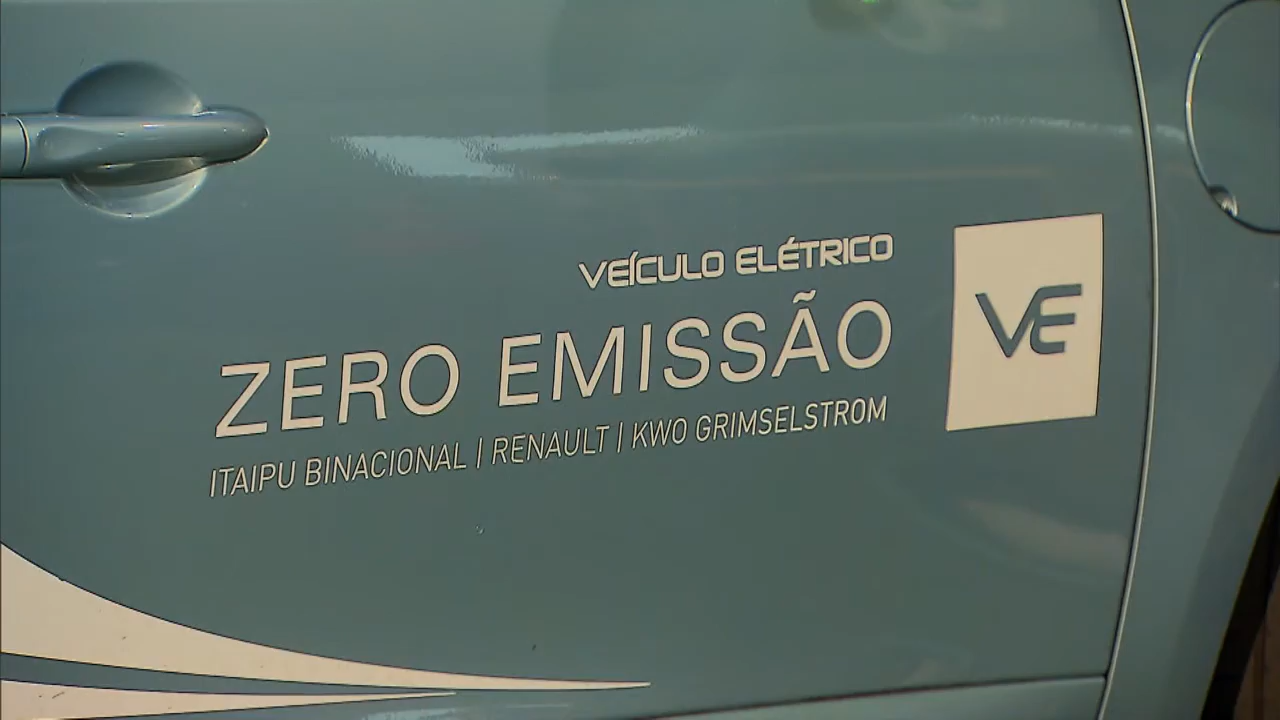 VEÍCULO ELÉTRICO
ZERO EMISSÃO
ITAIPU BINACIONAL | RENAULT | KWO GRIMSELSTROM
VE